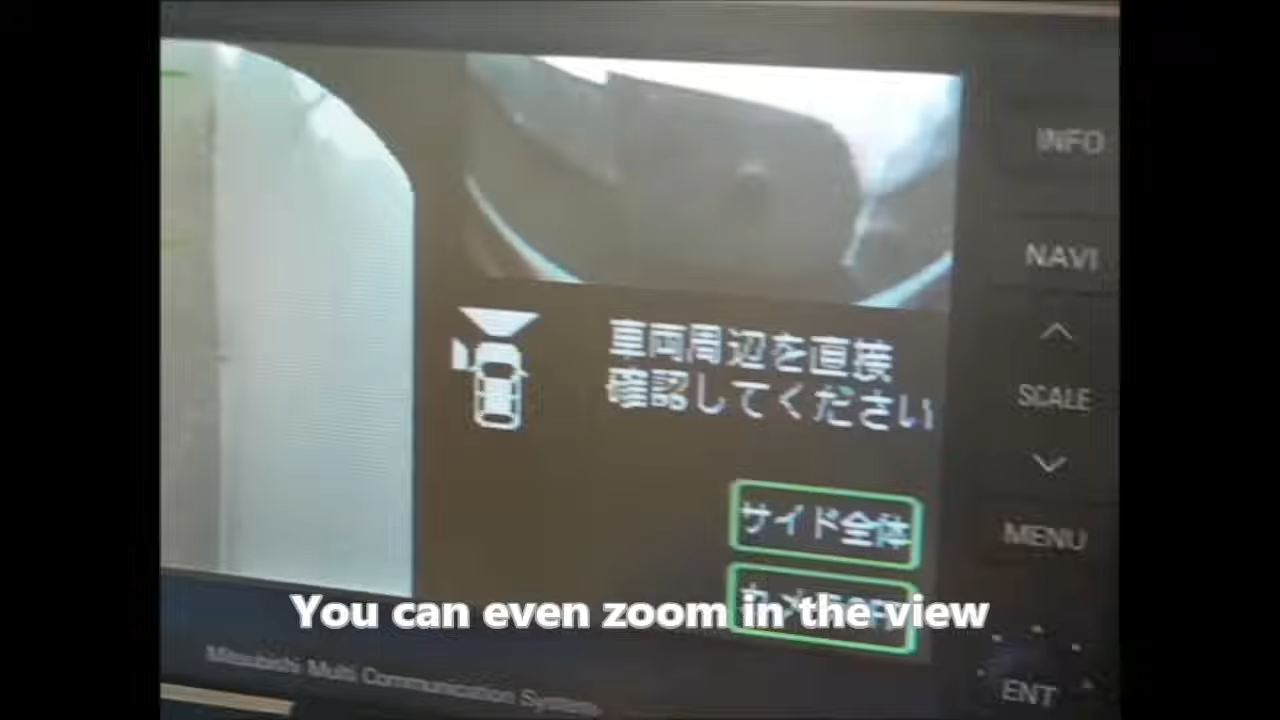 INFO
NAVI
車両周辺を直接
確認してください
SCALE
サイド全体
MENU
You can even zoom in the view
Mitsubishi Multi Communication System
ENT